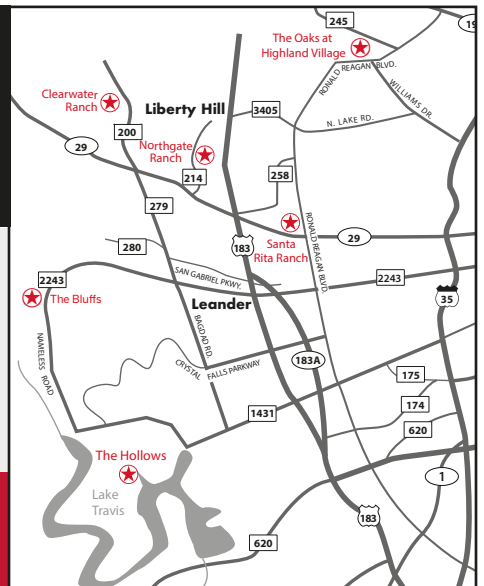 245
19
The Oaks at
Highland Village
RONALD REAGAN BLVD.
WILLIAMS DR.
Clearwater
Ranch
Liberty Hill
3405
N. LAKE RD.
200
29
Northgate
Ranch
214
258
279
RONALD REAGAN BLVD.
Santa
Rita Ranch
29
280
183
2243
SAN GABRIEL PKWY.
2243
The Bluffs
Leander
35
NAMELESS ROAD
BAGDAD RD.
CRYSTAL FALLS PARKWAY
183A
175
174
1431
620
The Hollows
1
Lake
Travis
183
620